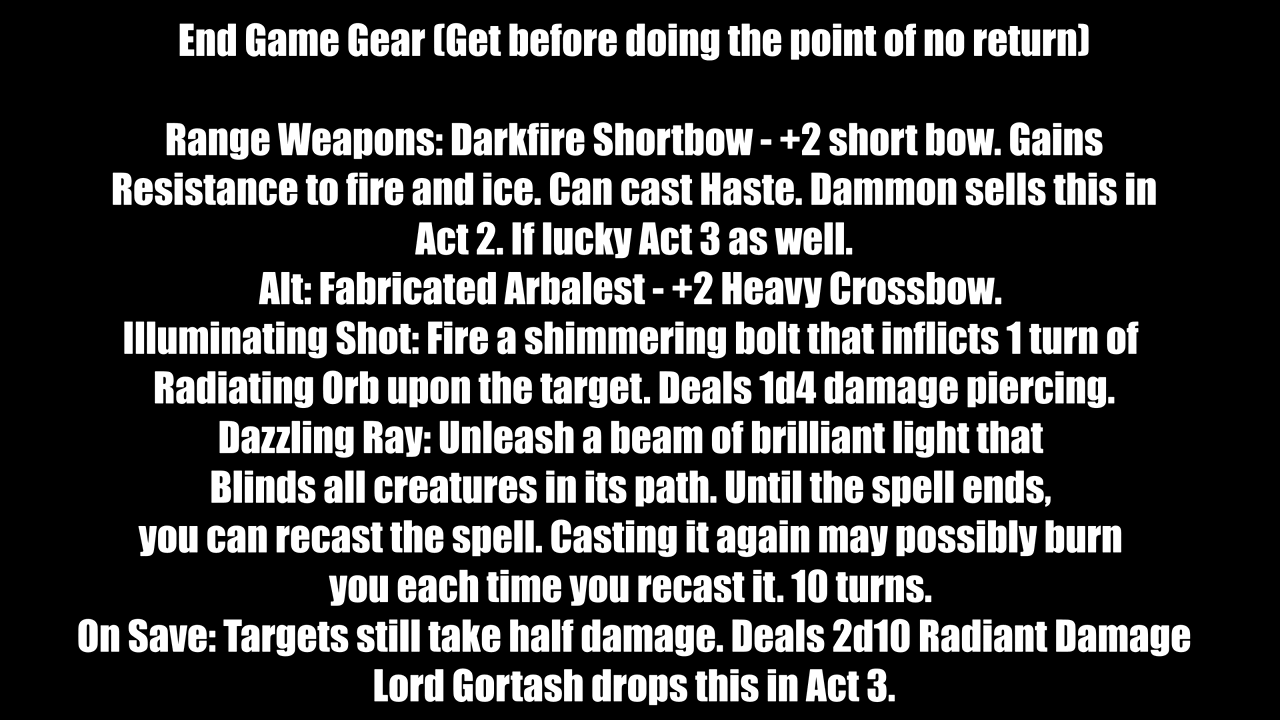 End Game Gear (Get before doing the point of no return)
Range Weapons: Darkfire Shortbow - +2 short bow. Gains
Resistance to fire and ice. Can cast Haste. Dammon sells this in
Act 2. If lucky Act 3 as well.
Alt: Fabricated Arbalest - +2 Heavy Crossbow.
Illuminating Shot: Fire a shimmering bolt that inflicts 1 turn of
Radiating Orb upon the target. Deals 1d4 damage piercing.
Dazzling Ray: Unleash a beam of brilliant light that
Blinds all creatures in its path. Until the spell ends,
you can recast the spell. Casting it again may possibly burn
you each time you recast it. 10 turns.
On Save: Targets still take half damage. Deals 2d10 Radiant Damage
Lord Gortash drops this in Act 3.